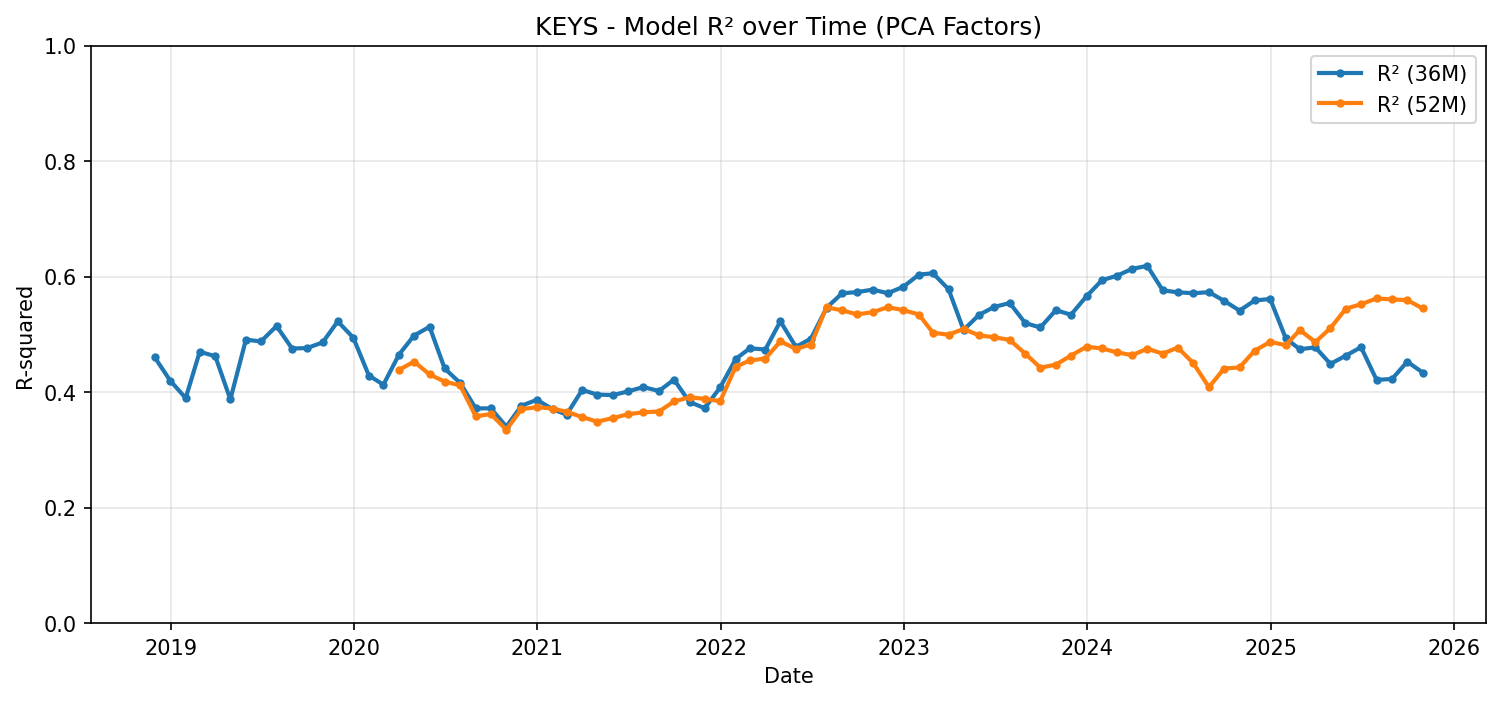 KEYS - Model R² over Time (PCA Factors)
R² (36M)
R² (52M)
R-squared
1.0
0.8
0.6
0.4
0.2
0.0
2019 2020 2021 2022 2023 2024 2025 2026
Date